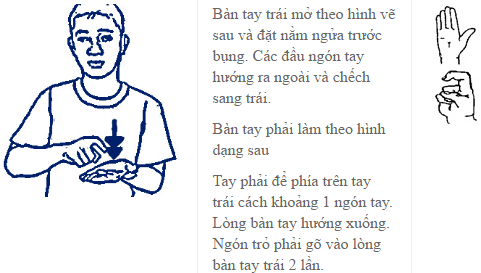 Bàn tay trái mở theo hình vẽ
sau và đặt nằm ngửa trước
bụng. Các đầu ngón tay
hướng ra ngoài và chếch
sang trái.
Bàn tay phải làm theo hình
dạng sau
Tay phải để phía trên tay
trái cách khoảng 1 ngón tay.
Lòng bàn tay hướng xuống.
Ngón trỏ phải gõ vào lòng
bàn tay trái 2 lần.